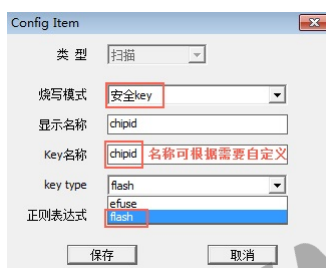 Config Item
类 型 扫描
烧写模式 安全key
显示名称 chipid
Key名称 chipid 名称可根据需要自定义
key type flash
efuse
正则表达式 flash
保存 取消